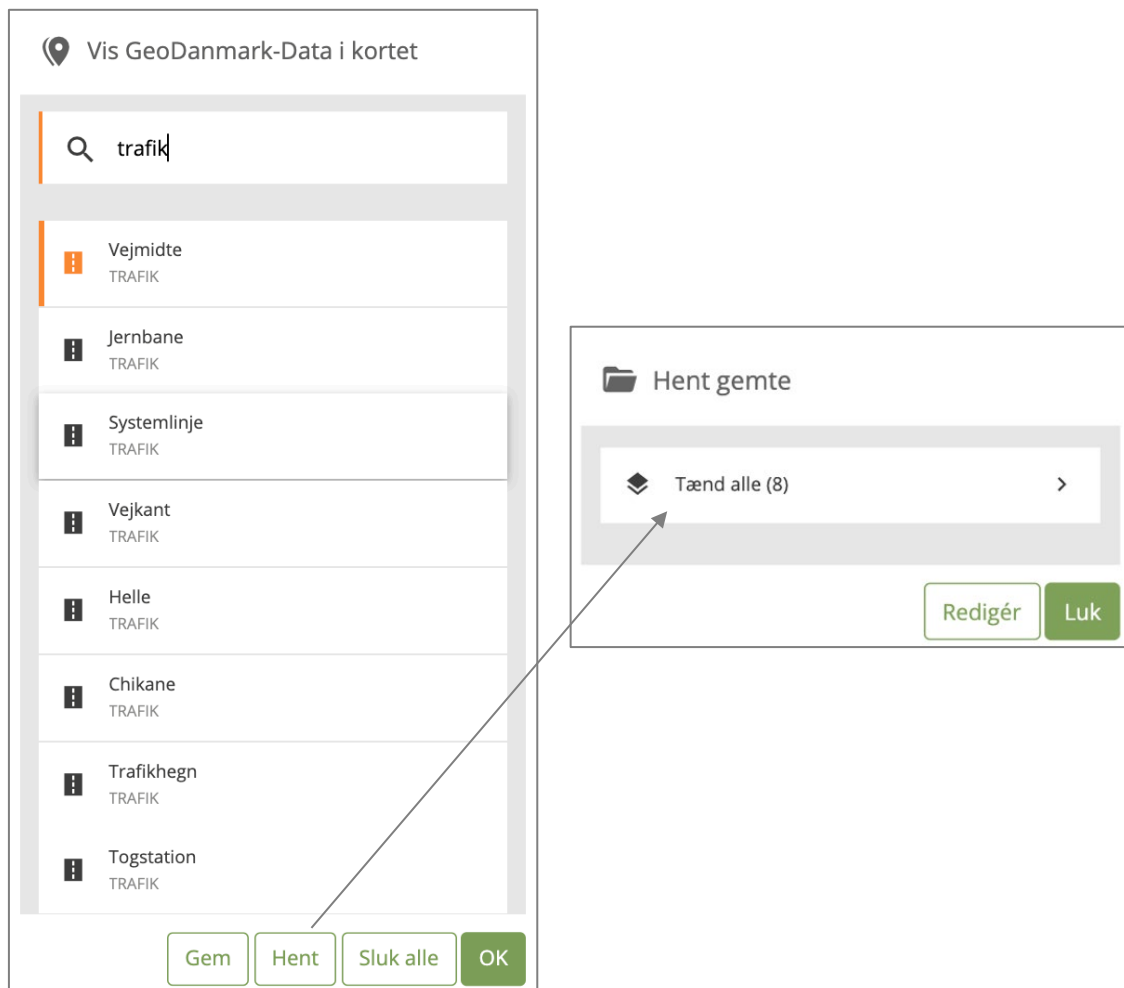 Vis GeoDanmark-Data i kortet
trafik
Vejmidte
TRAFIK
Jernbane
TRAFIK
Systemlinje
TRAFIK
Vejkant
TRAFIK
Helle
TRAFIK
Chikane
TRAFIK
Trafikhegn
TRAFIK
Togstation
TRAFIK
Gem Hent Sluk alle OK
Hent gemte
Tænd alle (8)
Redigér Luk